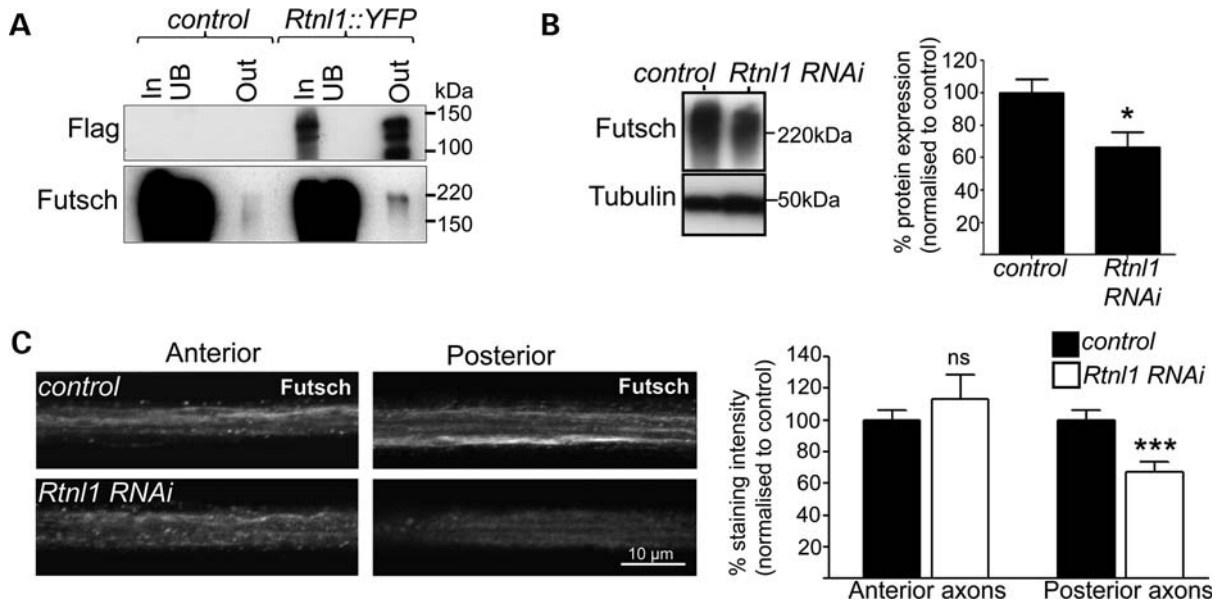 A
control Rtnl1::YFP
In UB Out In UB Out kDa
Flag
150
100
Futsch
220
150
B
control Rtnl1 RNAi
Futsch
220kDa
Tubulin
50kDa
% protein expression
(normalised to control)
120
100
80
60
40
20
*
control Rtnl1
RNAi
C
Anterior Posterior
control Futsch Futsch
Rtnl1 RNAi
10 µm
% staining intensity
(normalised to control)
140
120
100
80
60
40
20
ns
***
control
Rtnl1 RNAi
Anterior axons Posterior axons